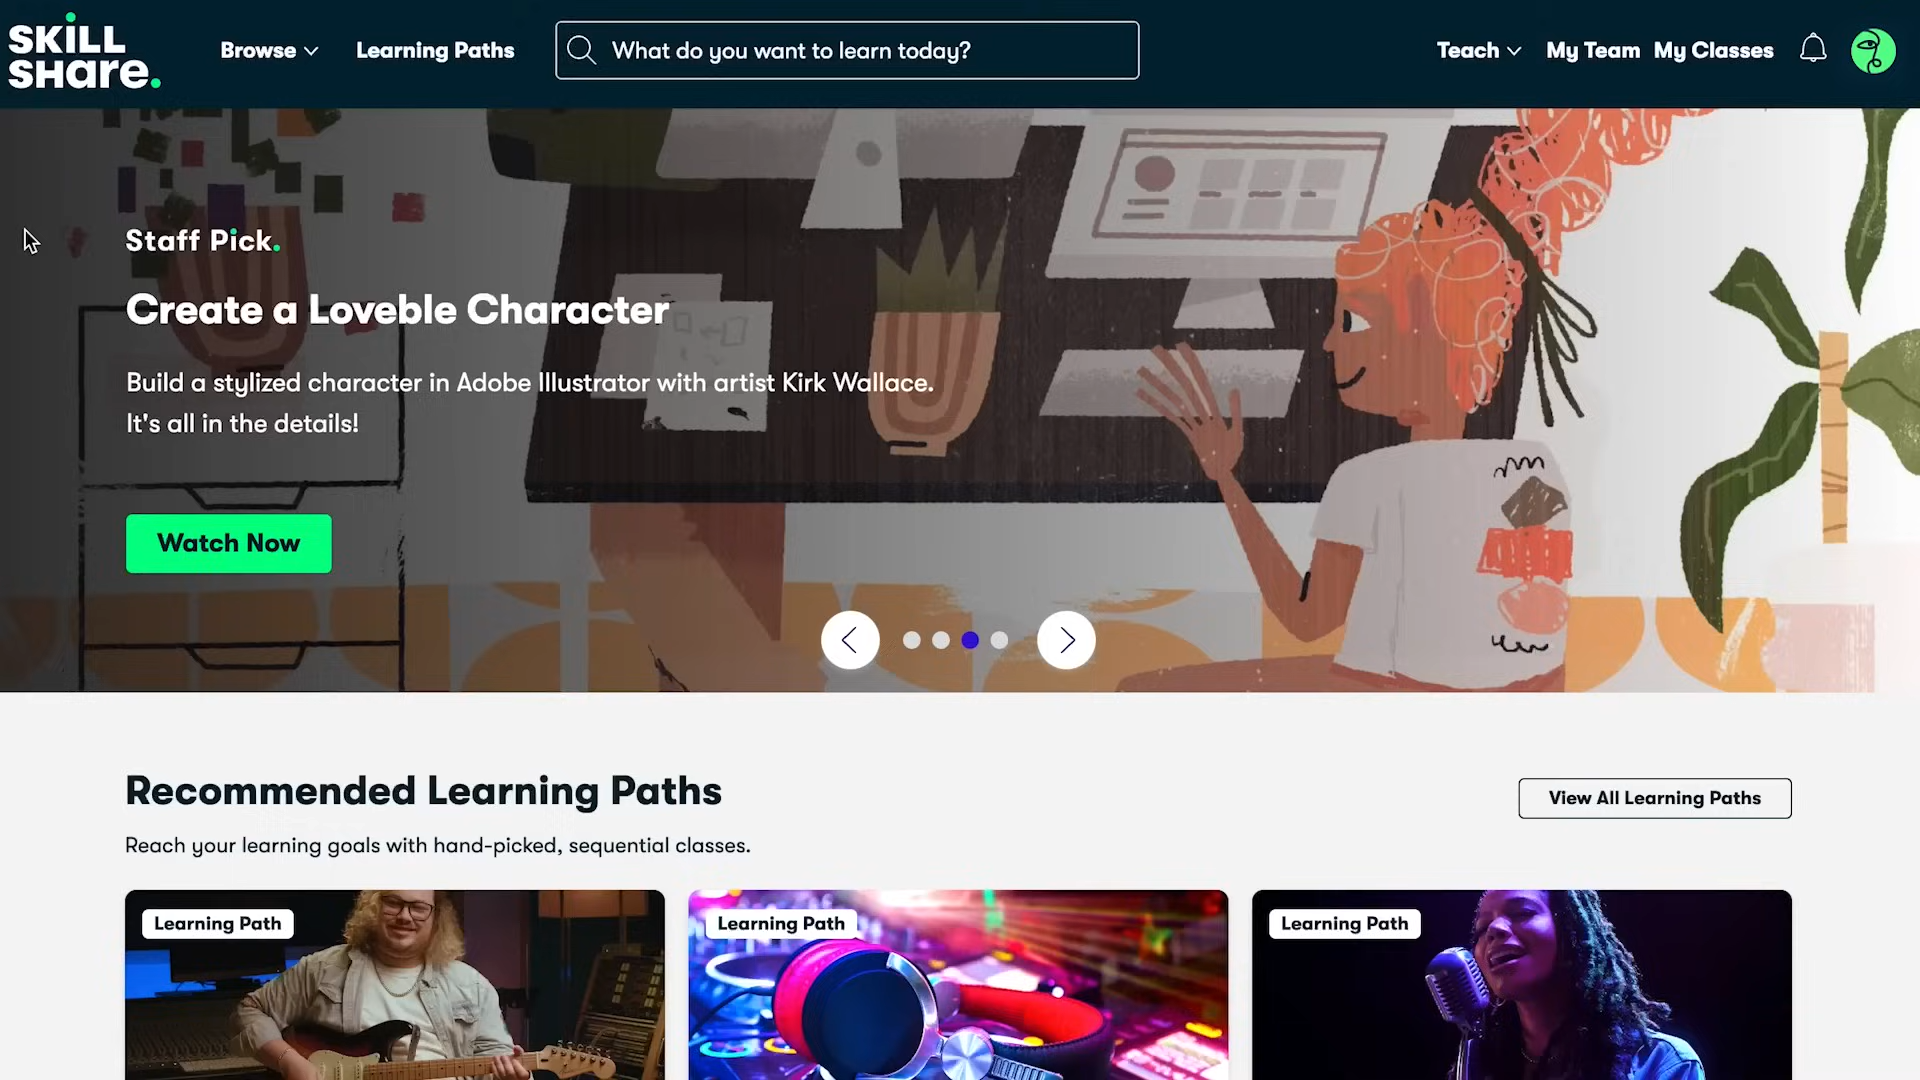 SKiLL
SHare.
Browse
Learning Paths
What do you want to learn today?
Teach
My Team
My Classes
Staff Pick.
Create a Loveble Character
Build a stylized character in Adobe Illustrator with artist Kirk Wallace.
It's all in the details!
Watch Now
Recommended Learning Paths
View All Learning Paths
Reach your learning goals with hand-picked, sequential classes.
Learning Path
Learning Path
Learning Path